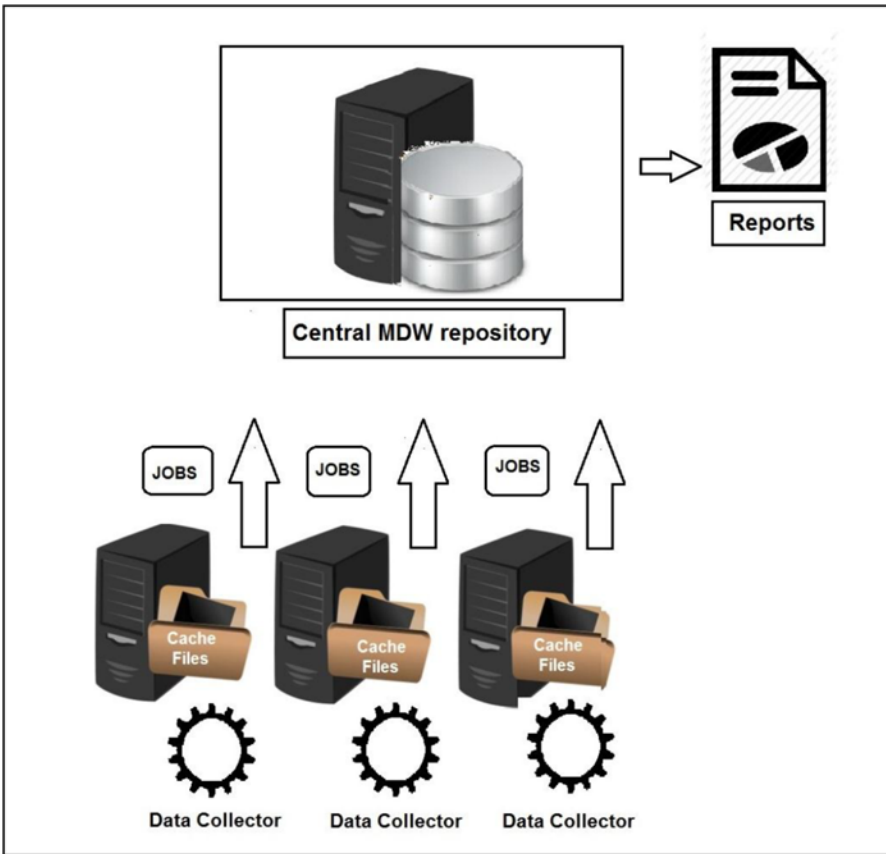 Reports
Central MDW repository
JOBS
JOBS
JOBS
Cache
Files
Cache
Files
Cache
Files
Data Collector
Data Collector
Data Collector